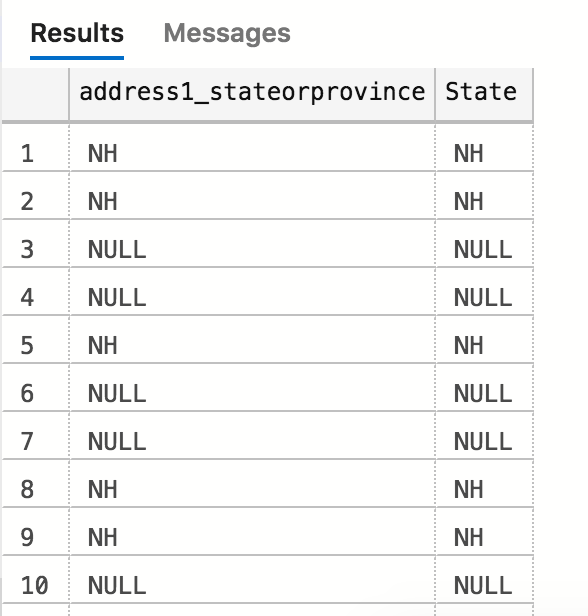 Results Messages
address1_stateorprovince State
1 NH NH
2 NH NH
3 NULL NULL
4 NULL NULL
5 NH NH
6 NULL NULL
7 NULL NULL
8 NH NH
9 NH NH
10 NULL NULL